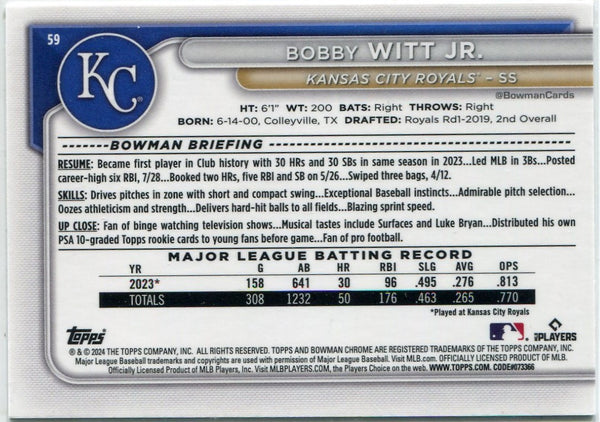 59
KC
BOBBY WITT JR.
KANSAS CITY ROYALS™ – SS
@BowmanCards
HT: 6'1" WT: 200 BATS: Right THROWS: Right
BORN: 6-14-00, Colleyville, TX DRAFTED: Royals Rd1-2019, 2nd Overall
BOWMAN BRIEFING
RESUME: Became first player in Club history with 30 HRs and 30 SBs in same season in 2023...Led MLB in 3Bs...Posted
career-high six RBI, 7/28...Booked two HRs, five RBI and SB on 5/26...Swiped three bags, 4/12.
SKILLS: Drives pitches in zone with short and compact swing...Exceptional Baseball instincts...Admirable pitch selection...
Oozes athleticism and strength...Delivers hard-hit balls to all fields...Blazing sprint speed.
UP CLOSE: Fan of binge watching television shows...Musical tastes include Surfaces and Luke Bryan...Distributed his own
PSA 10-graded Topps rookie cards to young fans before game...Fan of pro football.
MAJOR LEAGUE BATTING RECORD
YR G AB HR RBI SLG AVG OPS
2023* 158 641 30 96 .495 .276 .813
TOTALS 308 1232 50 176 .463 .265 .770
*Played at Kansas City Royals
Topps
MLB PLAYERS
® & © 2024 THE TOPPS COMPANY, INC. ALL RIGHTS RESERVED. TOPPS AND BOWMAN CHROME ARE REGISTERED TRADEMARKS OF THE TOPPS COMPANY, INC.
Major League Baseball trademarks and copyrights are used with permission of Major League Baseball. Visit MLB.com. OFFICIALLY LICENSED PRODUCT OF MLB.
Officially Licensed Product of MLB Players, Inc. Visit MLBPLAYERS.com, the Players Choice on the web. WWW.TOPPS.COM. CODE#073366